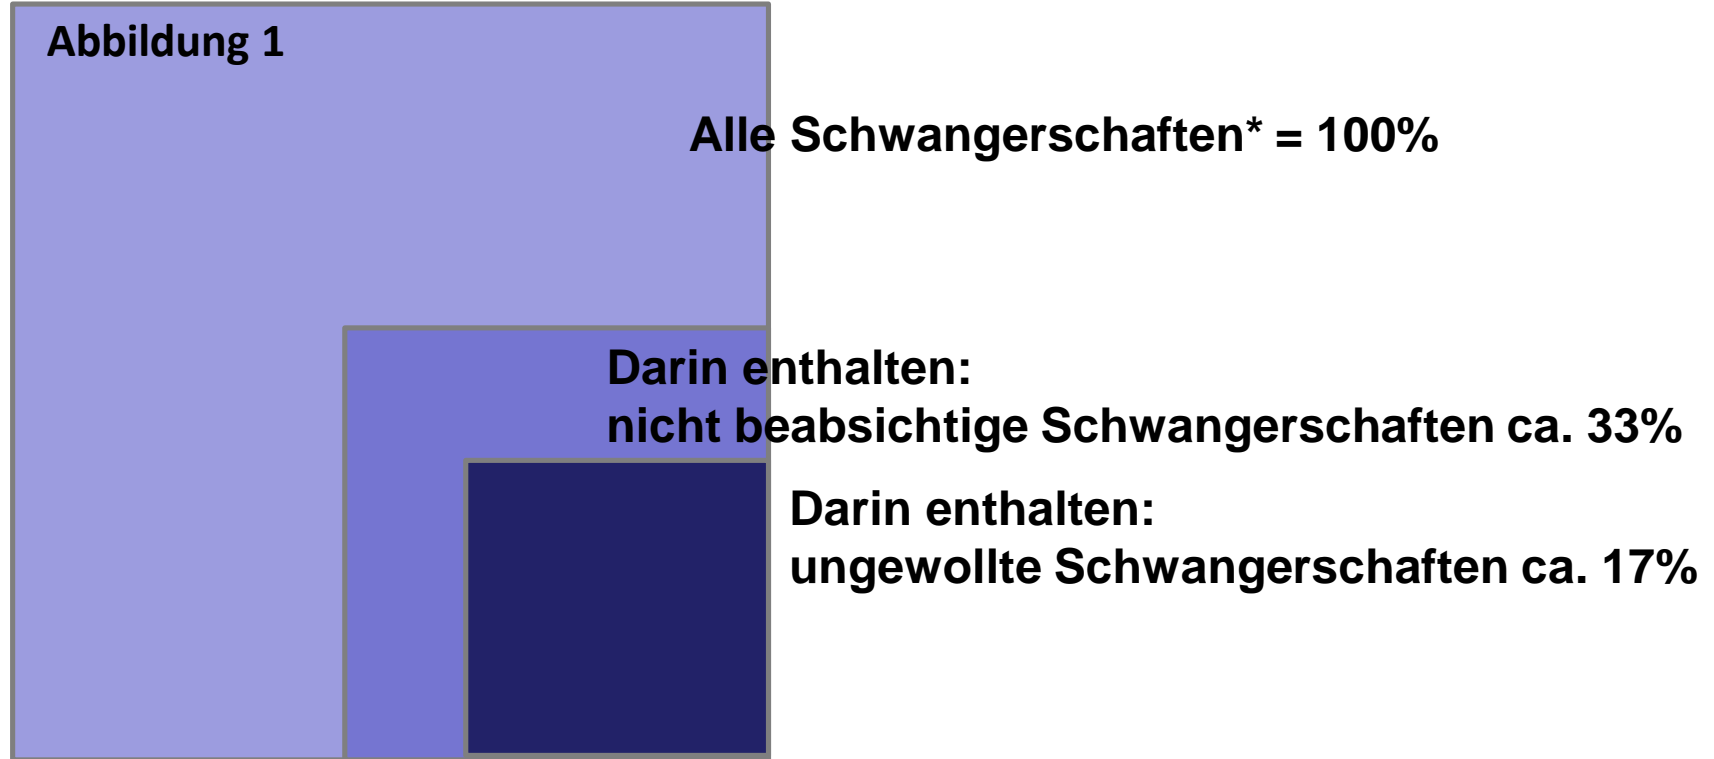 Abbildung 1
Alle Schwangerschaften* = 100%
Darin enthalten:
nicht beabsichtige Schwangerschaften ca. 33%
Darin enthalten:
ungewollte Schwangerschaften ca. 17%